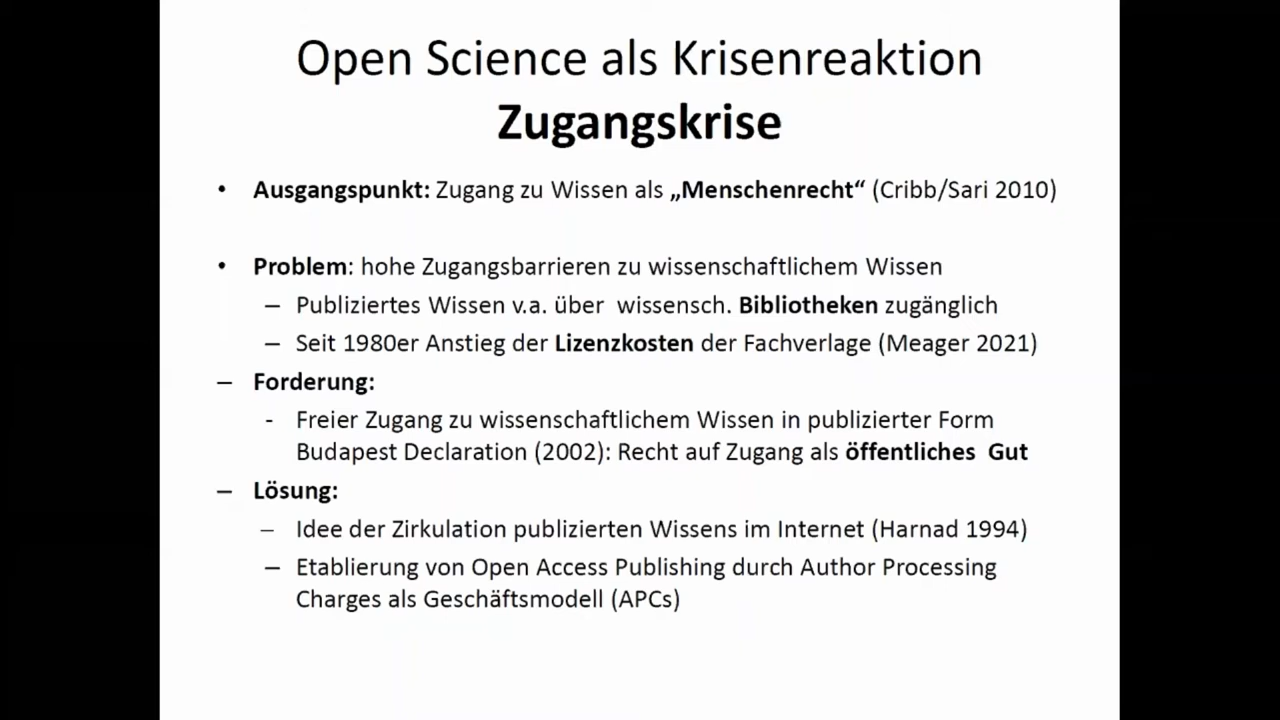 Open Science als Krisenreaktion
Zugangskrise
• Ausgangspunkt: Zugang zu Wissen als „Menschenrecht“ (Cribb/Sari 2010)
• Problem: hohe Zugangsbarrieren zu wissenschaftlichem Wissen
– Publiziertes Wissen v.a. über wissensch. Bibliotheken zugänglich
– Seit 1980er Anstieg der Lizenzkosten der Fachverlage (Meager 2021)
– Forderung:
- Freier Zugang zu wissenschaftlichem Wissen in publizierter Form
Budapest Declaration (2002): Recht auf Zugang als öffentliches Gut
– Lösung:
– Idee der Zirkulation publizierten Wissens im Internet (Harnad 1994)
– Etablierung von Open Access Publishing durch Author Processing
Charges als Geschäftsmodell (APCs)